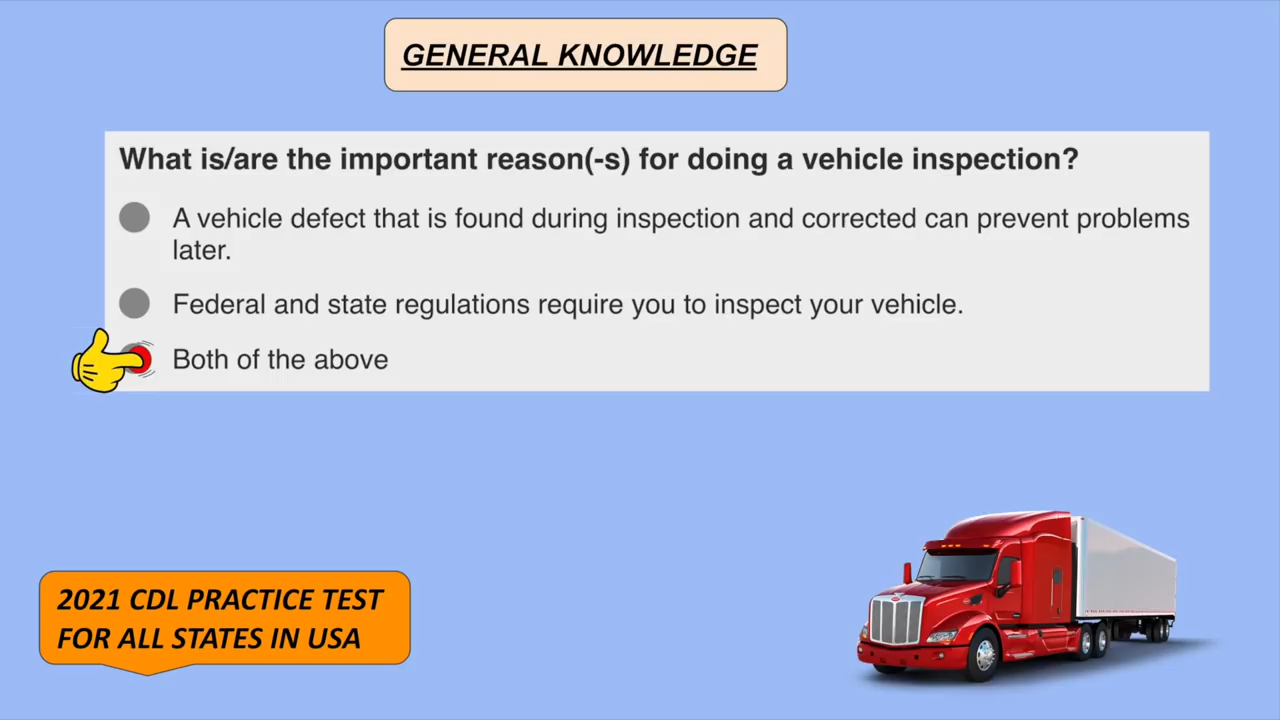 GENERAL KNOWLEDGE
What is/are the important reason(-s) for doing a vehicle inspection?
A vehicle defect that is found during inspection and corrected can prevent problems
later.
Federal and state regulations require you to inspect your vehicle.
Both of the above
2021 CDL PRACTICE TEST
FOR ALL STATES IN USA